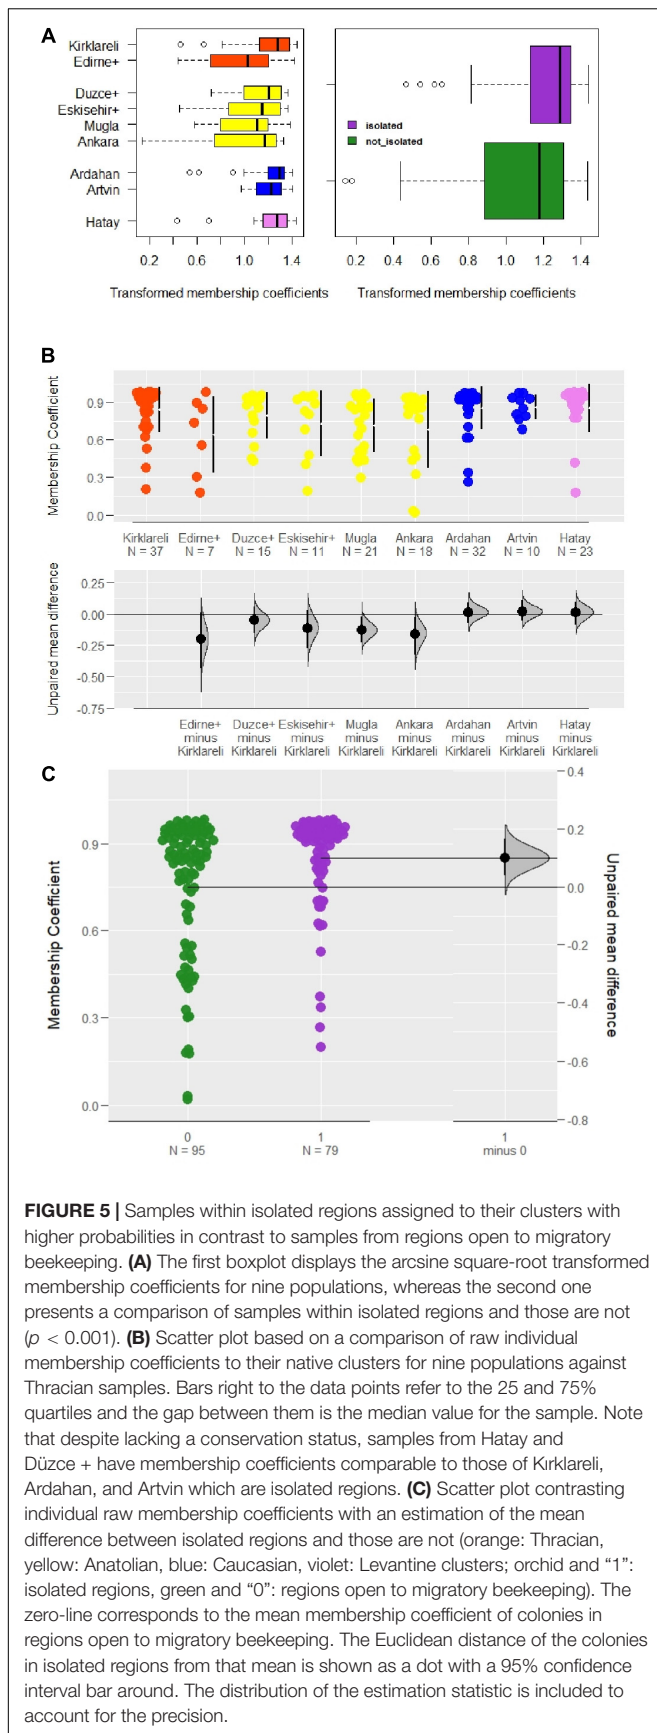 A
Kirklareli
Edirne+
Duzce+
Eskisehir+
Mugla
Ankara
Ardahan
Artvin
Hatay
0.2 0.6 1.0 1.4
Transformed membership coefficients
isolated
not_isolated
0.2 0.4 0.6 0.8 1.0 1.2 1.4
Transformed membership coefficients
B
Membership Coefficient
0.9
0.6
0.3
0.0
Kirklareli Edirne+ Duzce+ Eskisehir+ Mugla Ankara Ardahan Artvin Hatay
N = 37 N = 7 N = 15 N = 11 N = 21 N = 18 N = 32 N = 10 N = 23
Unpaired mean difference
0.25
0.00
-0.25
-0.50
-0.75
Edirne+ Duzce+ Eskisehir+ Mugla Ankara Ardahan Artvin Hatay
minus minus minus minus minus minus minus minus
Kirklareli Kirklareli Kirklareli Kirklareli Kirklareli Kirklareli Kirklareli Kirklareli
C
Membership Coefficient
0.9
0.6
0.3
0.0
0 1
N = 95 N = 79
1
minus 0
0.4
0.2
0.0
-0.2
-0.4
-0.6
-0.8
Unpaired mean difference
FIGURE 5 | Samples within isolated regions assigned to their clusters with
higher probabilities in contrast to samples from regions open to migratory
beekeeping. (A) The first boxplot displays the arcsine square-root transformed
membership coefficients for nine populations, whereas the second one
presents a comparison of samples within isolated regions and those are not
(p < 0.001). (B) Scatter plot based on a comparison of raw individual
membership coefficients to their native clusters for nine populations against
Thracian samples. Bars right to the data points refer to the 25 and 75%
quartiles and the gap between them is the median value for the sample. Note
that despite lacking a conservation status, samples from Hatay and
Düzce + have membership coefficients comparable to those of Kırklareli,
Ardahan, and Artvin which are isolated regions. (C) Scatter plot contrasting
individual raw membership coefficients with an estimation of the mean
difference between isolated regions and those are not (orange: Thracian,
yellow: Anatolian, blue: Caucasian, violet: Levantine clusters; orchid and “1”:
isolated regions, green and “0”: regions open to migratory beekeeping). The
zero-line corresponds to the mean membership coefficient of colonies in
regions open to migratory beekeeping. The Euclidean distance of the colonies
in isolated regions from that mean is shown as a dot with a 95% confidence
interval bar around. The distribution of the estimation statistic is included to
account for the precision.